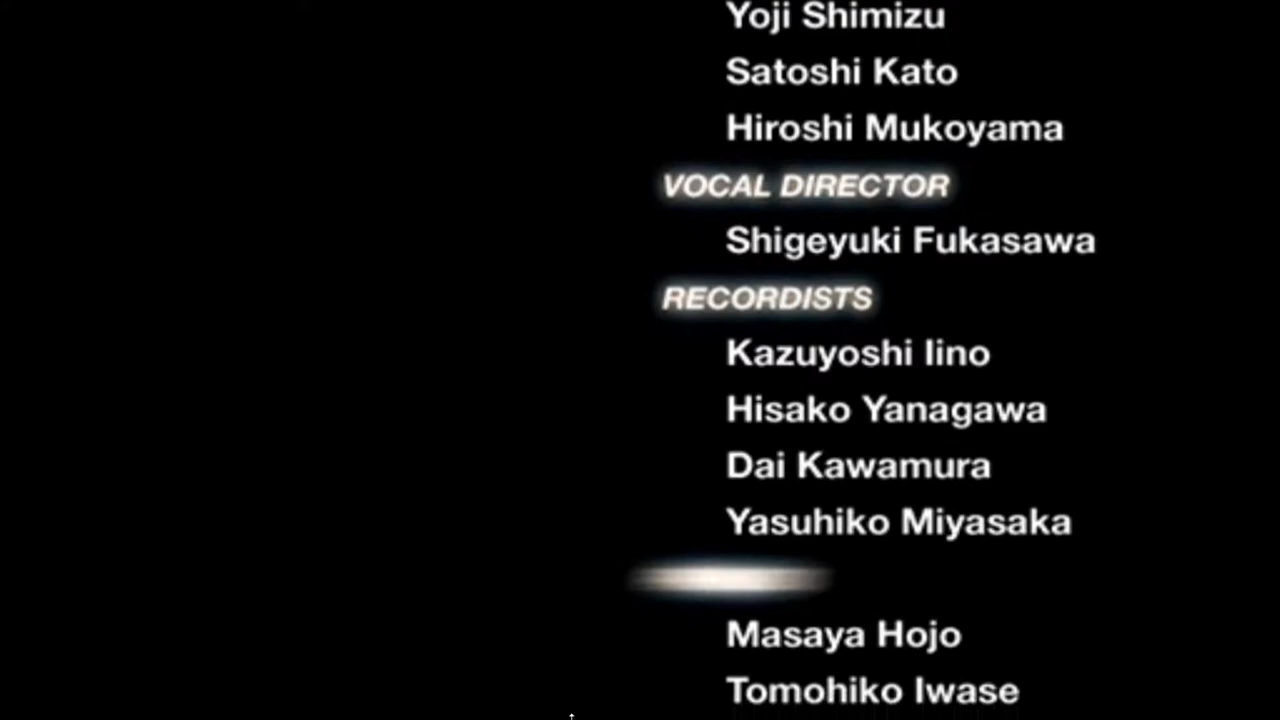 Yoji Shimizu
Satoshi Kato
Hiroshi Mukoyama
VOCAL DIRECTOR
Shigeyuki Fukasawa
RECORDISTS
Kazuyoshi Iino
Hisako Yanagawa
Dai Kawamura
Yasuhiko Miyasaka
Masaya Hojo
Tomohiko Iwase